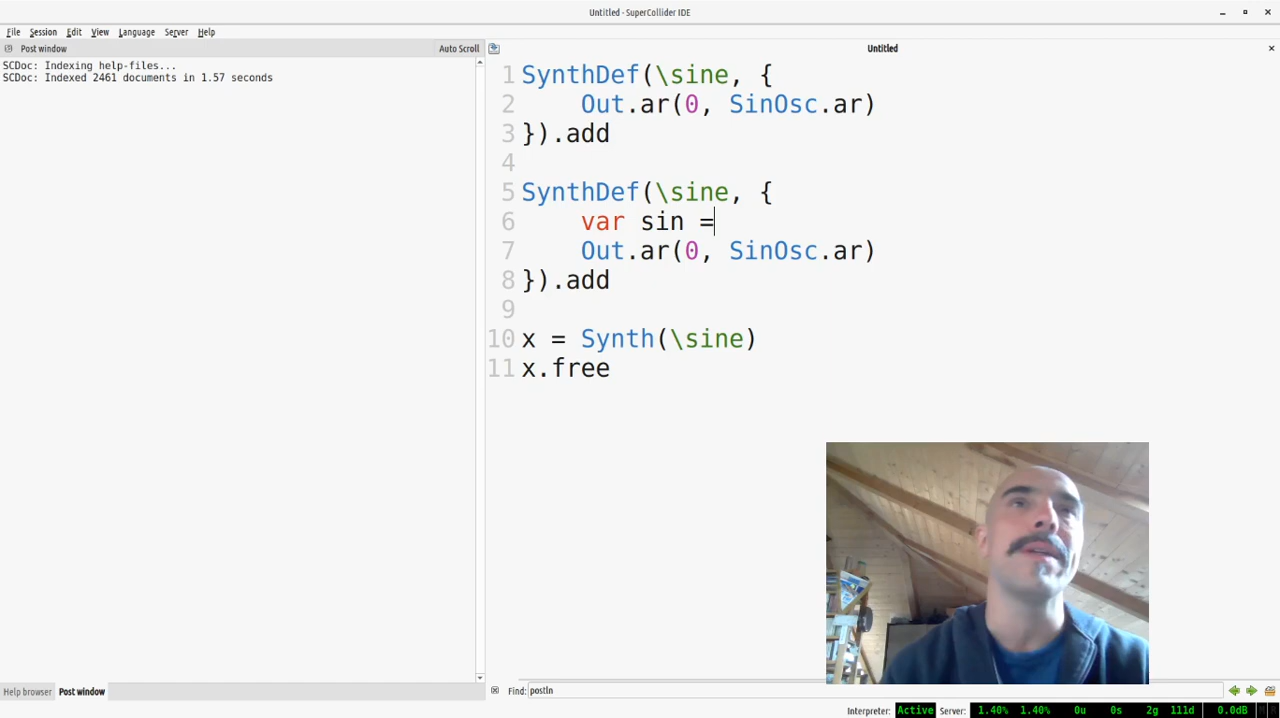 Untitled - SuperCollider IDE
File Session Edit View Language Server Help
Post window Auto Scroll
SCDoc: Indexing help-files...
SCDoc: Indexed 2461 documents in 1.57 seconds
Untitled
1 SynthDef(\sine, {
2 Out.ar(0, SinOsc.ar)
3 }).add
4
5 SynthDef(\sine, {
6 var sin =
7 Out.ar(0, SinOsc.ar)
8 }).add
9
10 x = Synth(\sine)
11 x.free
Help browser Post window
Find: postln
Interpreter: Active Server: 1.40% 1.40% 0u 0s 2g 111d 0.0dB